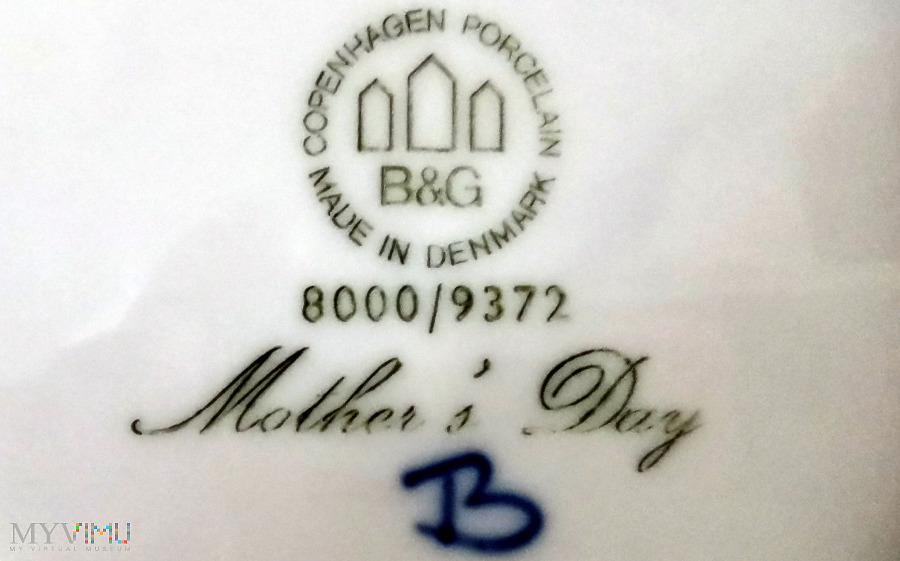 COPENHAGEN PORCELAIN
B&G
MADE IN DENMARK
8000/9372
Mother's Day
B
MYVIMU
MY VIRTUAL MUSEUM